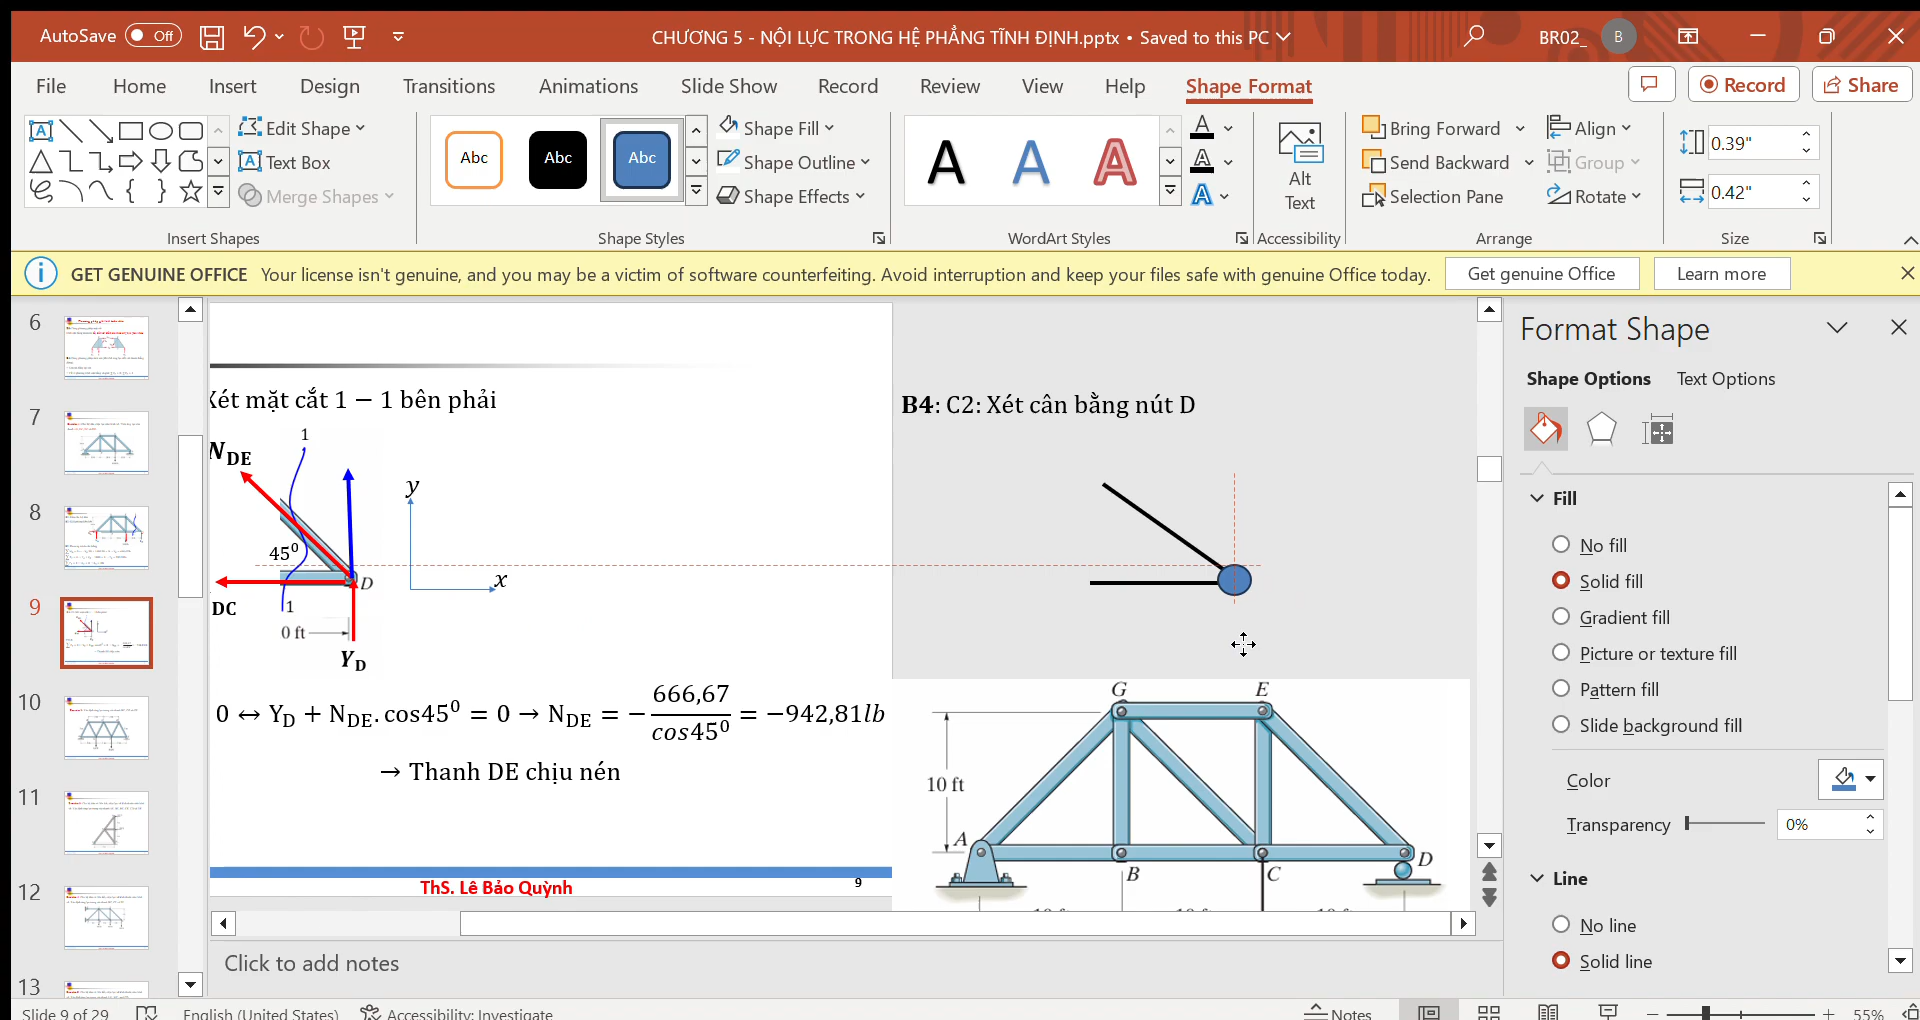 AutoSave Off
CHƯƠNG 5 - NỘI LỰC TRONG HỆ PHẲNG TĨNH ĐỊNH.pptx • Saved to this PC
BR02_ B
File Home Insert Design Transitions Animations Slide Show Record Review View Help Shape Format
Record Share
Edit Shape
Text Box
Merge Shapes
Insert Shapes
Abc Abc Abc
Shape Fill
Shape Outline
Shape Effects
Shape Styles
A A A
WordArt Styles
Alt
Text
Accessibility
Bring Forward
Send Backward
Selection Pane
Align
Group
Rotate
Arrange
0.39"
0.42"
Size
GET GENUINE OFFICE Your license isn't genuine, and you may be a victim of software counterfeiting. Avoid interruption and keep your files safe with genuine Office today.
Get genuine Office Learn more
6
7
8
9
10
11
12
13
Xét mặt cắt 1 − 1 bên phải
N_DE
1
y
45⁰
D
x
DC
1
0 ft
Y_D
0 ↔ Y_D + N_DE.cos45⁰ = 0 → N_DE = − 666,67 / cos45⁰ = −942,81lb
→ Thanh DE chịu nén
ThS. Lê Bảo Quỳnh
9
B4: C2: Xét cân bằng nút D
G E
10 ft
A
B C D
Click to add notes
Format Shape
Shape Options Text Options
Fill
No fill
Solid fill
Gradient fill
Picture or texture fill
Pattern fill
Slide background fill
Color
Transparency 0%
Line
No line
Solid line
Slide 9 of 29 English (United States) Accessibility: Investigate
Notes 55%